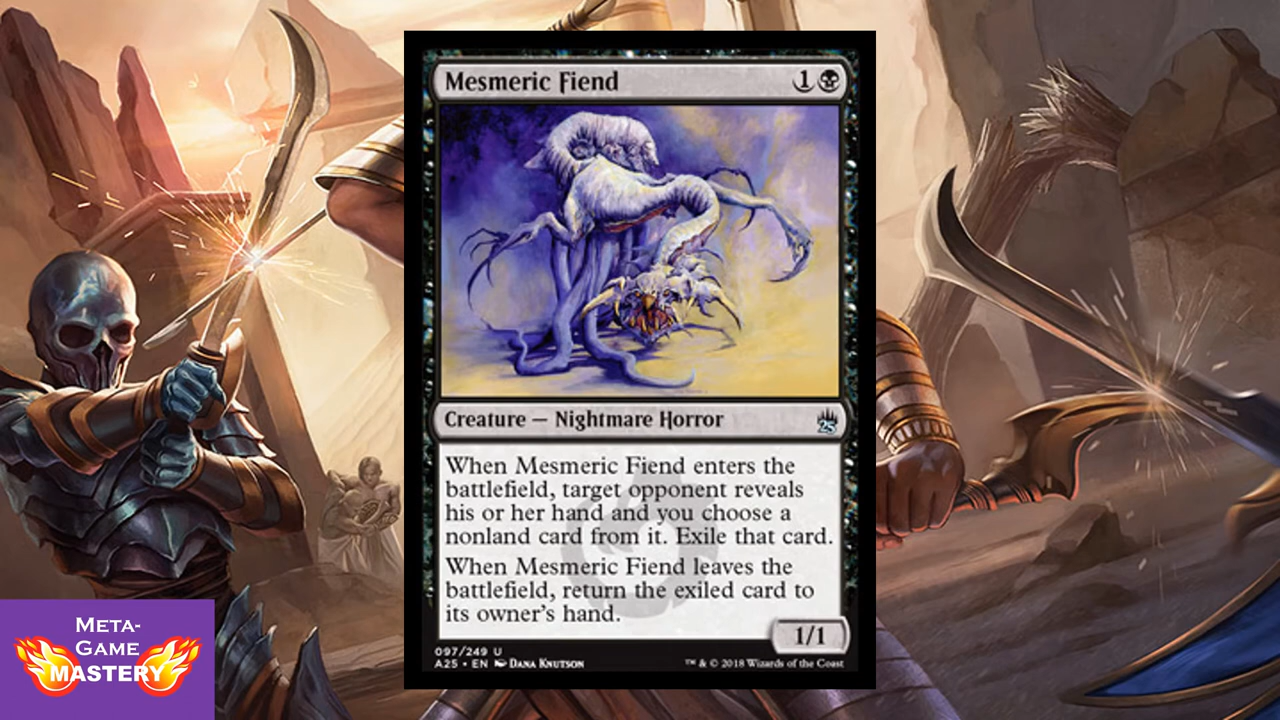 Mesmeric Fiend 1
Creature — Nightmare Horror
25
When Mesmeric Fiend enters the
battlefield, target opponent reveals
his or her hand and you choose a
nonland card from it. Exile that card.
When Mesmeric Fiend leaves the
battlefield, return the exiled card to
its owner's hand.
1/1
097/249 U
A25 • EN DANA KNUTSON
™ & © 2018 Wizards of the Coast
META-
GAME
MASTERY